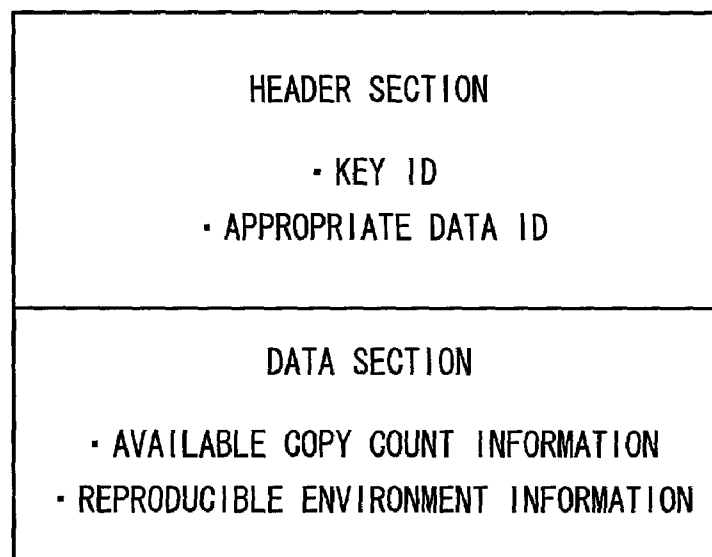 HEADER SECTION
· KEY ID
· APPROPRIATE DATA ID
DATA SECTION
· AVAILABLE COPY COUNT INFORMATION
· REPRODUCIBLE ENVIRONMENT INFORMATION